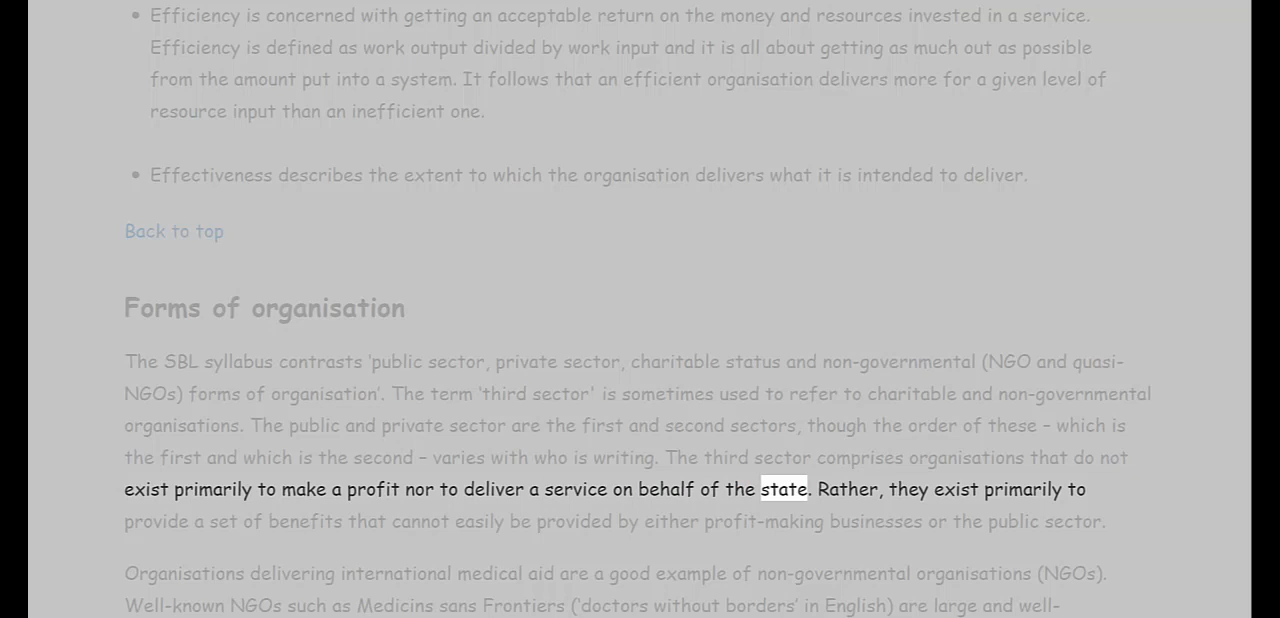 • Efficiency is concerned with getting an acceptable return on the money and resources invested in a service.
Efficiency is defined as work output divided by work input and it is all about getting as much out as possible
from the amount put into a system. It follows that an efficient organisation delivers more for a given level of
resource input than an inefficient one.
• Effectiveness describes the extent to which the organisation delivers what it is intended to deliver.
Back to top
Forms of organisation
The SBL syllabus contrasts 'public sector, private sector, charitable status and non-governmental (NGO and quasi-
NGOs) forms of organisation'. The term 'third sector' is sometimes used to refer to charitable and non-governmental
organisations. The public and private sector are the first and second sectors, though the order of these – which is
the first and which is the second – varies with who is writing. The third sector comprises organisations that do not
exist primarily to make a profit nor to deliver a service on behalf of the state. Rather, they exist primarily to
provide a set of benefits that cannot easily be provided by either profit-making businesses or the public sector.
Organisations delivering international medical aid are a good example of non-governmental organisations (NGOs).
Well-known NGOs such as Medicins sans Frontiers ('doctors without borders' in English) are large and well-